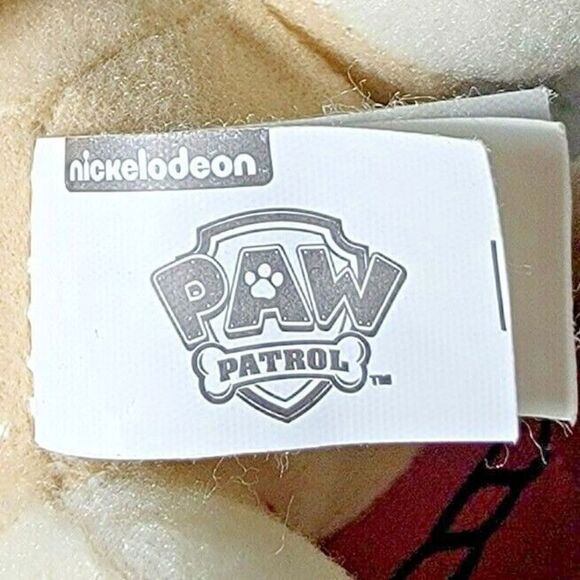 nickelodeon
PAW
PATROL
™